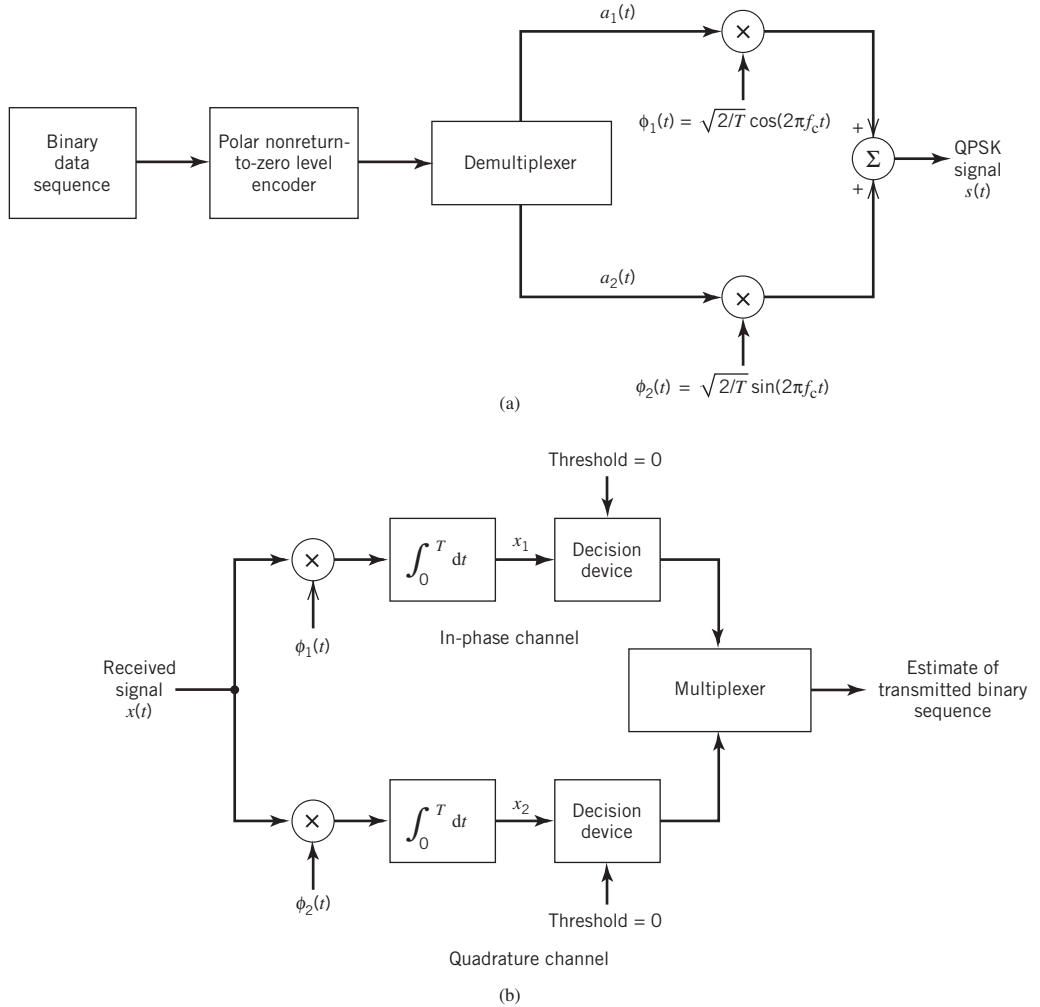 a₁(t)
×
ϕ₁(t) = √2/T cos(2πf_ct)
Binary
data
sequence
Polar nonreturn-
to-zero level
encoder
Demultiplexer
+
Σ
+
QPSK
signal
s(t)
a₂(t)
×
ϕ₂(t) = √2/T sin(2πf_ct)
(a)
Threshold = 0
×
∫₀ᵀ dt
x₁
Decision
device
ϕ₁(t)
In-phase channel
Received
signal
x(t)
Multiplexer
Estimate of
transmitted binary
sequence
×
∫₀ᵀ dt
x₂
Decision
device
ϕ₂(t)
Threshold = 0
Quadrature channel
(b)